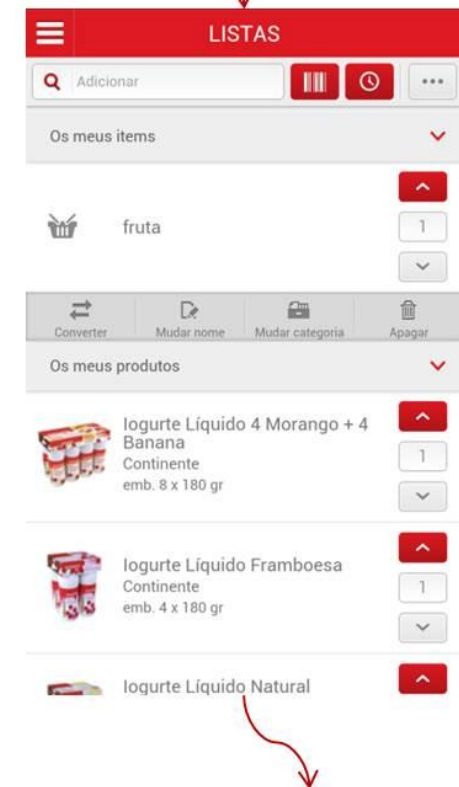 LISTAS
Adicionar
Os meus items
fruta
1
Converter Mudar nome Mudar categoria Apagar
Os meus produtos
Iogurte Líquido 4 Morango + 4
Banana
Continente
emb. 8 x 180 gr
1
Iogurte Líquido Framboesa
Continente
emb. 4 x 180 gr
1
Iogurte Líquido Natural